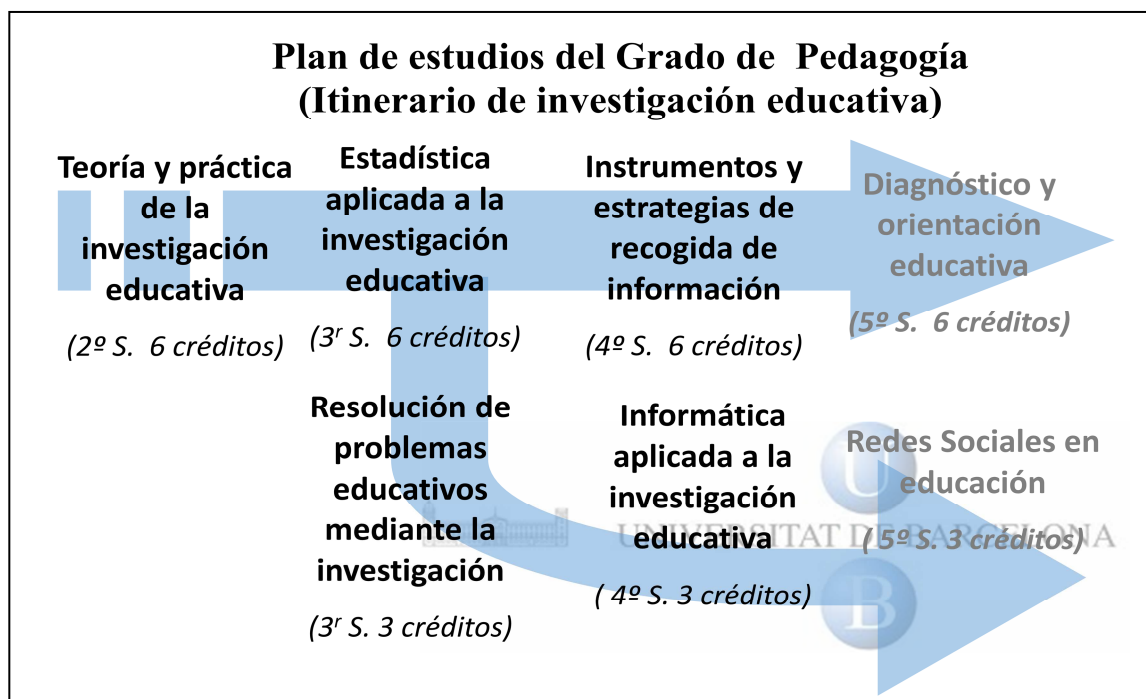 Plan de estudios del Grado de Pedagogía
(Itinerario de investigación educativa)
Teoría y práctica
de la
investigación
educativa
(2º S. 6 créditos)
Estadística
aplicada a la
investigación
educativa
(3ʳ S. 6 créditos)
Instrumentos y
estrategias de
recogida de
información
(4º S. 6 créditos)
Diagnóstico y
orientación
educativa
(5º S. 6 créditos)
Resolución de
problemas
educativos
mediante la
investigación
(3ʳ S. 3 créditos)
Informática
aplicada a la
investigación
educativa
( 4º S. 3 créditos)
Redes Sociales en
educación
( 5º S. 3 créditos)
U
UNIVERSITAT DE BARCELONA
B